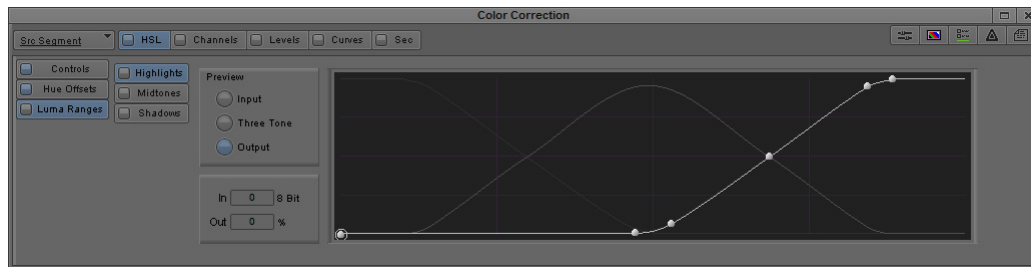 Color Correction
Src Segment HSL Channels Levels Curves Sec
Controls
Hue Offsets
Luma Ranges
Highlights
Midtones
Shadows
Preview
Input
Three Tone
Output
In 0 8 Bit
Out 0 %